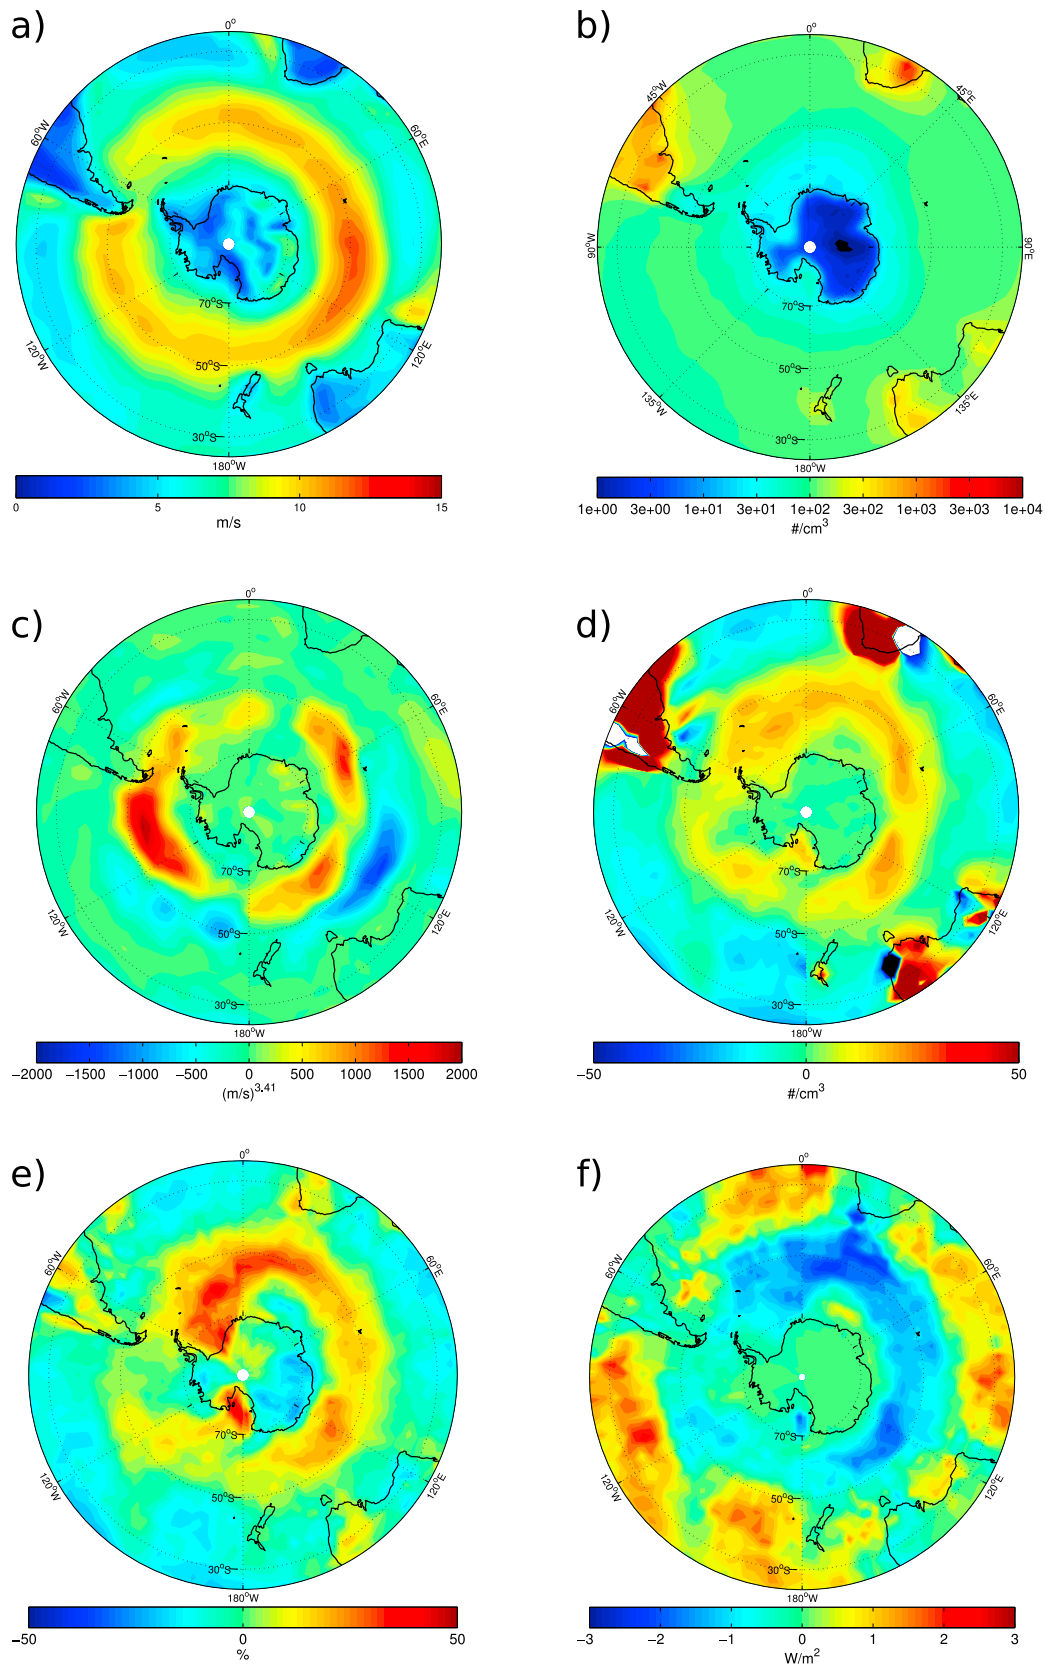 a)
0°
60°W
60°E
70°S
50°S
120°W
120°E
30°S
180°W
0 5 10 15
m/s
b)
0°
45°W
45°E
90°W
90°E
70°S
50°S
135°W
135°E
30°S
180°W
1e+00 3e+00 1e+01 3e+01 1e+02 3e+02 1e+03 3e+03 1e+04
#/cm³
c)
0°
60°W
60°E
70°S
50°S
120°W
120°E
30°S
180°W
−2000 −1500 −1000 −500 0 500 1000 1500 2000
(m/s)³·⁴¹
d)
0°
60°W
60°E
70°S
50°S
120°W
120°E
30°S
180°W
−50 0 50
#/cm³
e)
0°
60°W
60°E
70°S
50°S
120°W
120°E
30°S
180°W
−50 0 50
%
f)
0°
60°W
60°E
70°S
50°S
120°W
120°E
30°S
180°W
−3 −2 −1 0 1 2 3
W/m²